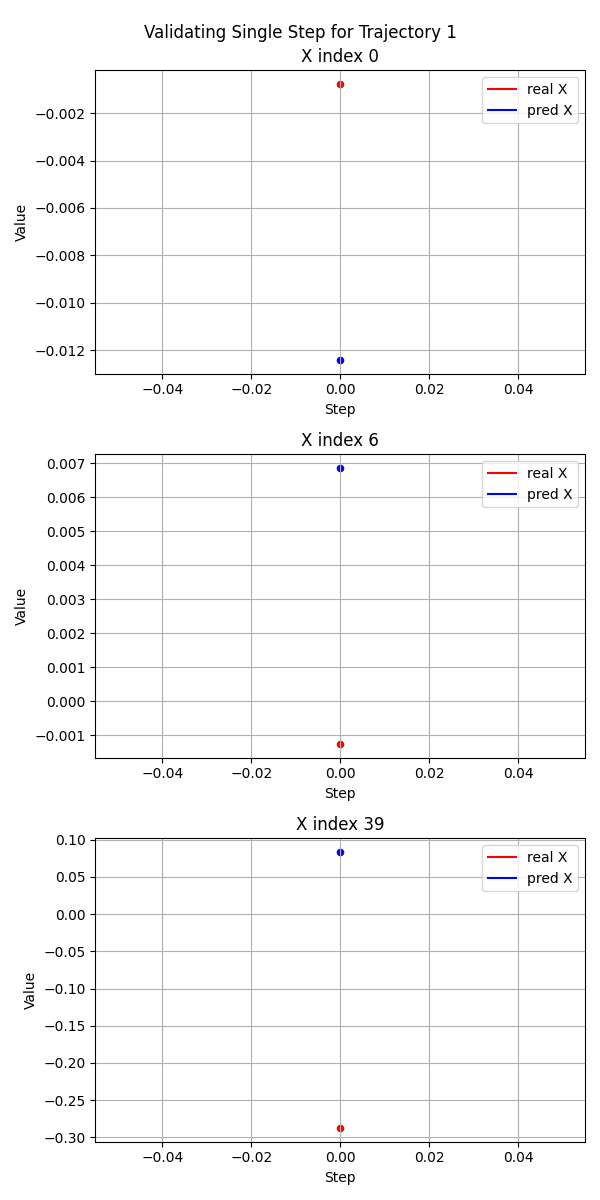 Validating Single Step for Trajectory 1
X index 0
real X
pred X
−0.002
−0.004
−0.006
−0.008
−0.010
−0.012
Value
−0.04 −0.02 0.00 0.02 0.04
Step
X index 6
real X
pred X
0.007
0.006
0.005
0.004
0.003
0.002
0.001
0.000
−0.001
Value
−0.04 −0.02 0.00 0.02 0.04
Step
X index 39
real X
pred X
0.10
0.05
0.00
−0.05
−0.10
−0.15
−0.20
−0.25
−0.30
Value
−0.04 −0.02 0.00 0.02 0.04
Step